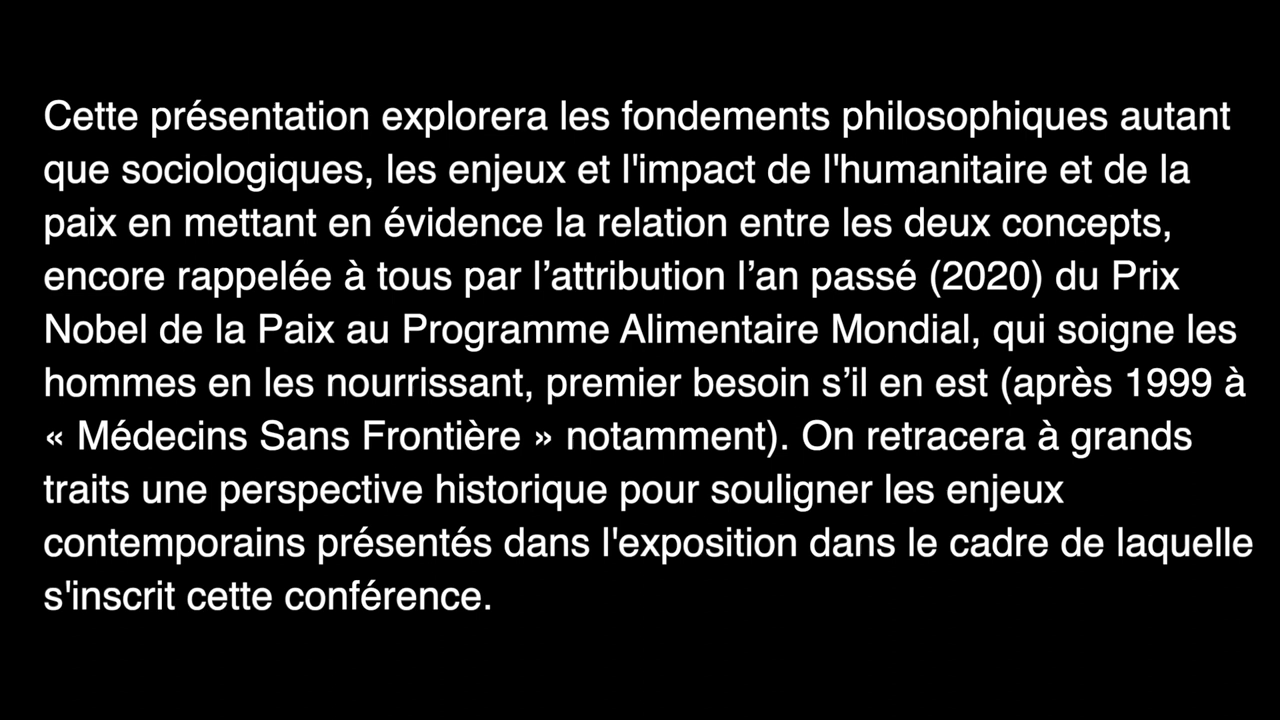 Cette présentation explorera les fondements philosophiques autant
que sociologiques, les enjeux et l'impact de l'humanitaire et de la
paix en mettant en évidence la relation entre les deux concepts,
encore rappelée à tous par l’attribution l’an passé (2020) du Prix
Nobel de la Paix au Programme Alimentaire Mondial, qui soigne les
hommes en les nourrissant, premier besoin s’il en est (après 1999 à
« Médecins Sans Frontière » notamment). On retracera à grands
traits une perspective historique pour souligner les enjeux
contemporains présentés dans l'exposition dans le cadre de laquelle
s'inscrit cette conférence.